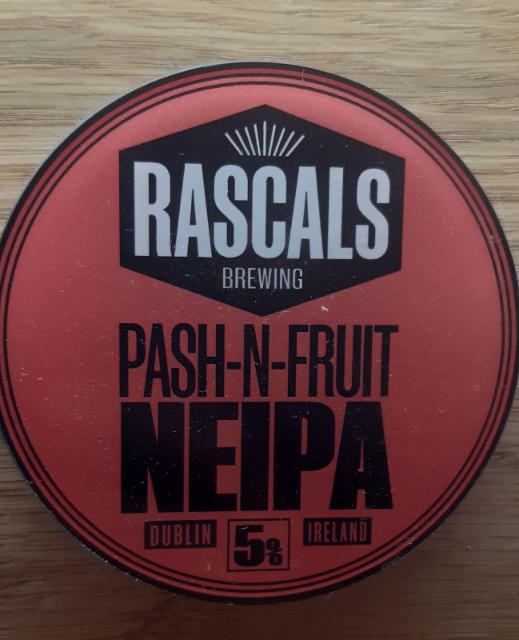 RASCALS
BREWING
PASH-N-FRUIT
NEIPA
DUBLIN 5% IRELAND